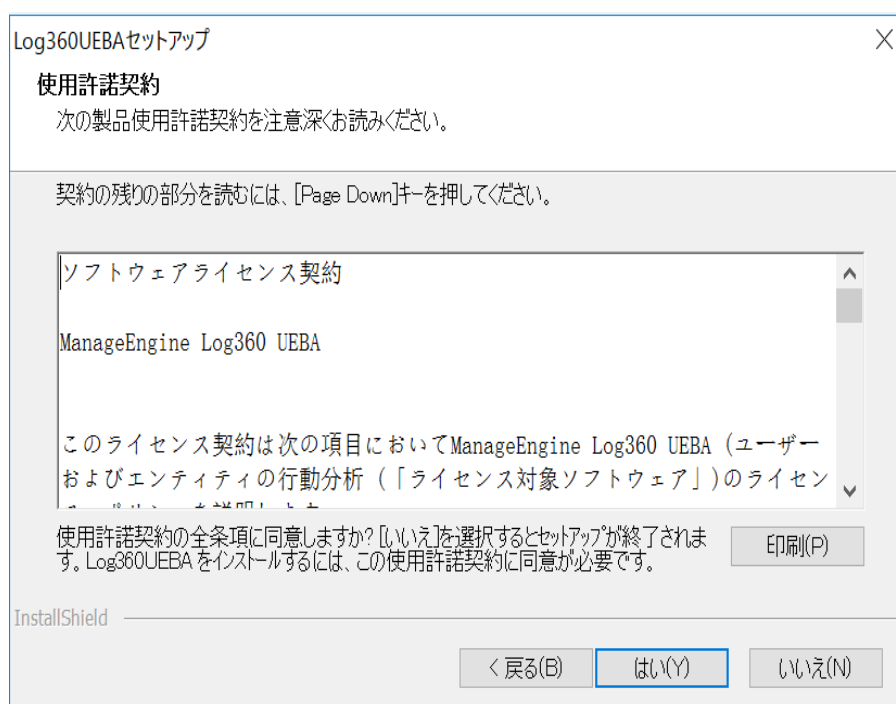 Log360UEBAセットアップ
使用許諾契約
次の製品使用許諾契約を注意深くお読みください。
契約の残りの部分を読むには、[Page Down]キーを押してください。
ソフトウェアライセンス契約
ManageEngine Log360 UEBA
このライセンス契約は次の項目においてManageEngine Log360 UEBA (ユーザー
およびエンティティの行動分析 (「ライセンス対象ソフトウェア」)のライセン
使用許諾契約の全条項に同意しますか? [いいえ]を選択するとセットアップが終了されま
す。Log360UEBA をインストールするには、この使用許諾契約に同意が必要です。
印刷(P)
InstallShield
< 戻る(B)
はい(Y)
いいえ(N)